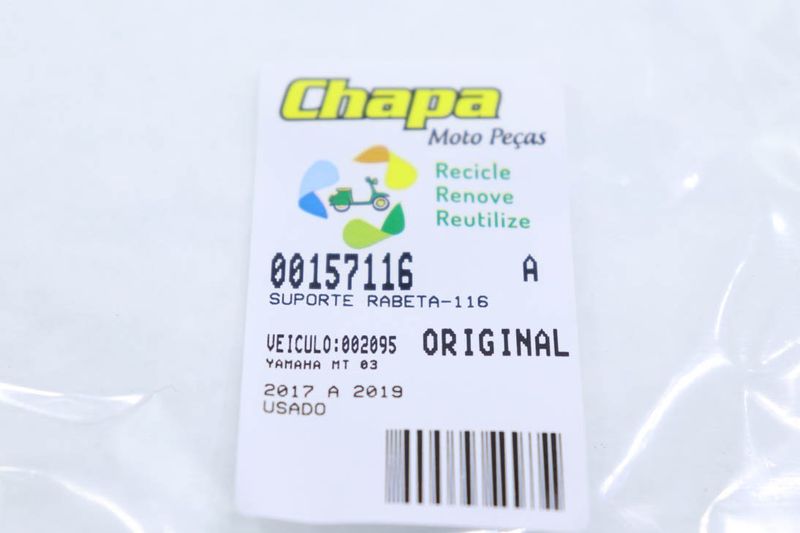 Chapa
Moto Peças
Recicle
Renove
Reutilize
00157116 A
SUPORTE RABETA-116
VEICULO:002095 ORIGINAL
YAMAHA MT 03
2017 A 2019
USADO